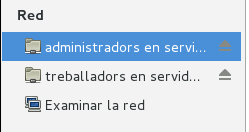 Red
administradors en servi...
treballadors en servid...
Examinar la red